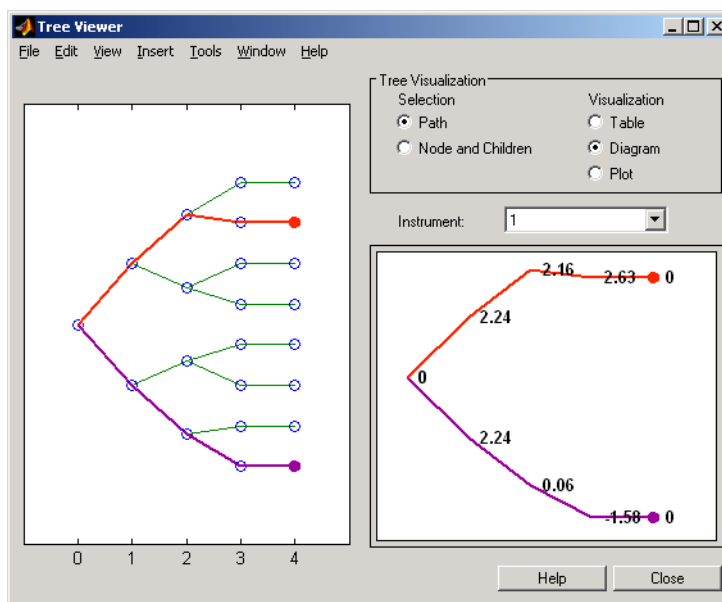 Tree Viewer
File Edit View Insert Tools Window Help
Tree Visualization
Selection
Visualization
Path
Table
Node and Children
Diagram
Plot
Instrument:
1
2.16
2.63
0
2.24
0
2.24
0.06
-1.58
0
0 1 2 3 4
Help
Close